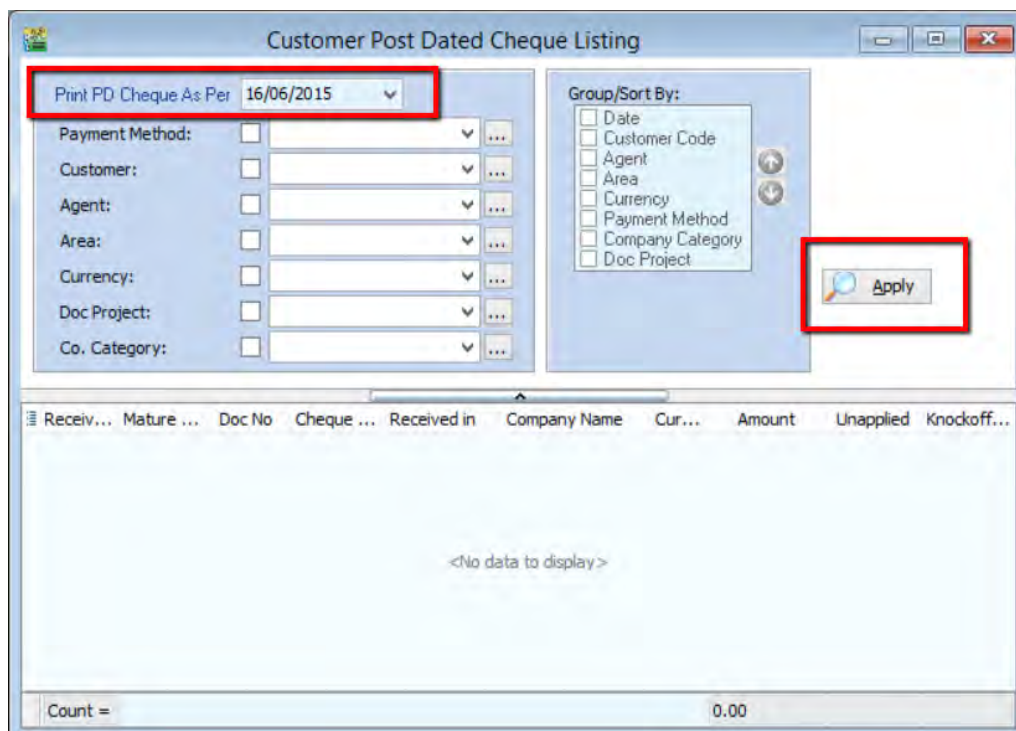 Customer Post Dated Cheque Listing
Print PD Cheque As Per 16/06/2015
Payment Method: ...
Customer: ...
Agent: ...
Area: ...
Currency: ...
Doc Project: ...
Co. Category: ...
Group/Sort By:
Date
Customer Code
Agent
Area
Currency
Payment Method
Company Category
Doc Project
Apply
Receiv... Mature ... Doc No Cheque ... Received in Company Name Cur... Amount Unapplied Knockoff...
<No data to display>
Count = 0.00